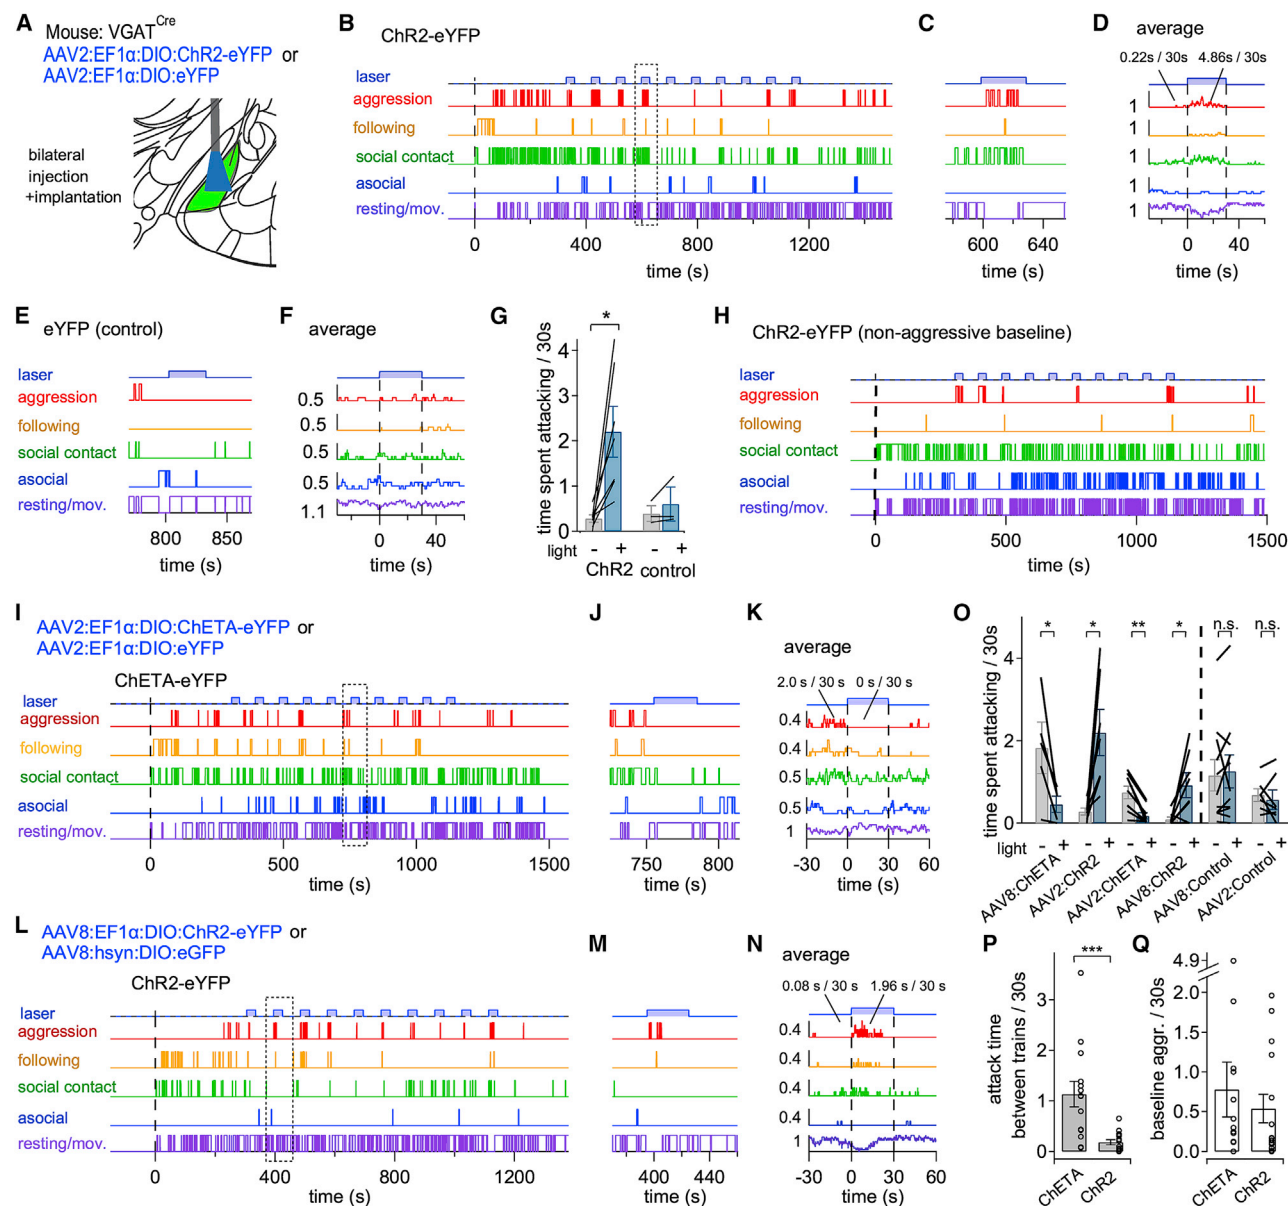 A
Mouse: VGATCre
AAV2:EF1α:DIO:ChR2-eYFP or
AAV2:EF1α:DIO:eYFP
bilateral
injection
+implantation
B
ChR2-eYFP
laser
aggression
following
social contact
asocial
resting/mov.
0 400 800 1200
time (s)
C
600 640
time (s)
D
average
0.22s / 30s 4.86s / 30s
1
1
1
1
1
0 40
time (s)
E
eYFP (control)
laser
aggression
following
social contact
asocial
resting/mov.
800 850
time (s)
F
average
0.5
0.5
0.5
0.5
1.1
0 40
time (s)
G
*
time spent attacking / 30s
4
3
2
1
0
light - + - +
ChR2 control
H
ChR2-eYFP (non-aggressive baseline)
laser
aggression
following
social contact
asocial
resting/mov.
0 500 1000 1500
time (s)
I
AAV2:EF1α:DIO:ChETA-eYFP or
AAV2:EF1α:DIO:eYFP
ChETA-eYFP
laser
aggression
following
social contact
asocial
resting/mov.
0 500 1000 1500
time (s)
J
750 800
time (s)
K
average
2.0 s / 30 s 0 s / 30 s
0.4
0.4
0.5
0.5
1
-30 0 30 60
time (s)
O
* * ** * n.s. n.s.
time spent attacking / 30s
4
2
0
light - + - + - + - + - + - +
AAV8:ChETA
AAV2:ChR2
AAV2:ChETA
AAV8:ChR2
AAV8:Control
AAV2:Control
L
AAV8:EF1α:DIO:ChR2-eYFP or
AAV8:hsyn:DIO:eGFP
ChR2-eYFP
laser
aggression
following
social contact
asocial
resting/mov.
0 400 800 1200
time (s)
M
400 440
time (s)
N
average
0.08 s / 30s 1.96 s / 30s
0.4
0.4
0.4
0.4
1
-30 0 30 60
time (s)
P
***
attack time
between trains / 30s
3
2
1
0
ChETA
ChR2
Q
baseline aggr. / 30s
4.9
2.0
1.5
1.0
0.5
0.0
ChETA
ChR2